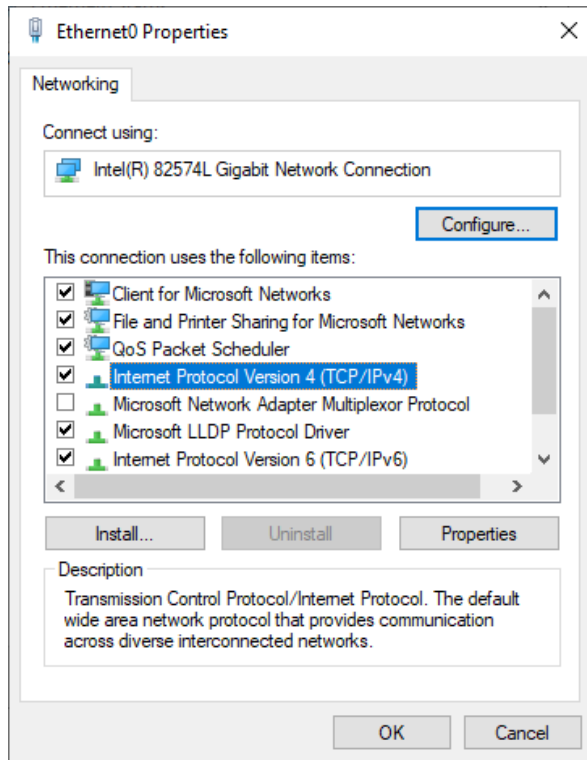 Ethernet0 Properties
Networking
Connect using:
Intel(R) 82574L Gigabit Network Connection
Configure...
This connection uses the following items:
Client for Microsoft Networks
File and Printer Sharing for Microsoft Networks
QoS Packet Scheduler
Internet Protocol Version 4 (TCP/IPv4)
Microsoft Network Adapter Multiplexor Protocol
Microsoft LLDP Protocol Driver
Internet Protocol Version 6 (TCP/IPv6)
Install... Uninstall Properties
Description
Transmission Control Protocol/Internet Protocol. The default
wide area network protocol that provides communication
across diverse interconnected networks.
OK Cancel